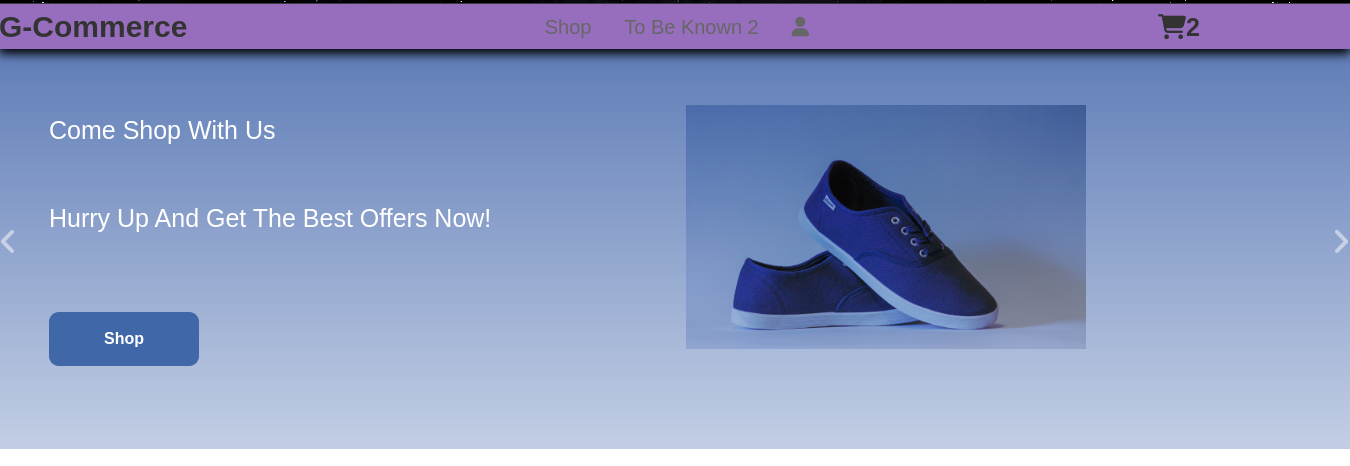 G-Commerce
Shop
To Be Known 2
2
Come Shop With Us
Hurry Up And Get The Best Offers Now!
Shop